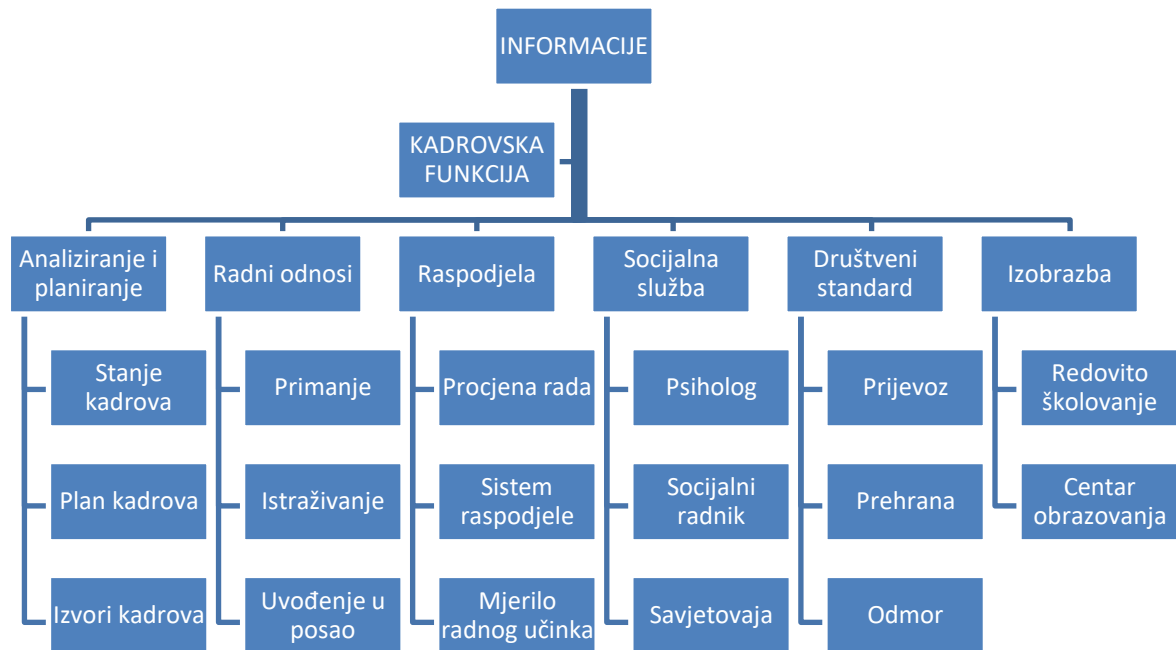 INFORMACIJE
KADROVSKA
FUNKCIJA
Analiziranje i
planiranje
Radni odnosi
Raspodjela
Socijalna
služba
Društveni
standard
Izobrazba
Stanje
kadrova
Primanje
Procjena rada
Psiholog
Prijevoz
Redovito
školovanje
Plan kadrova
Istraživanje
Sistem
raspodjele
Socijalni
radnik
Prehrana
Centar
obrazovanja
Izvori kadrova
Uvođenje u
posao
Mjerilo
radnog učinka
Savjetovaja
Odmor